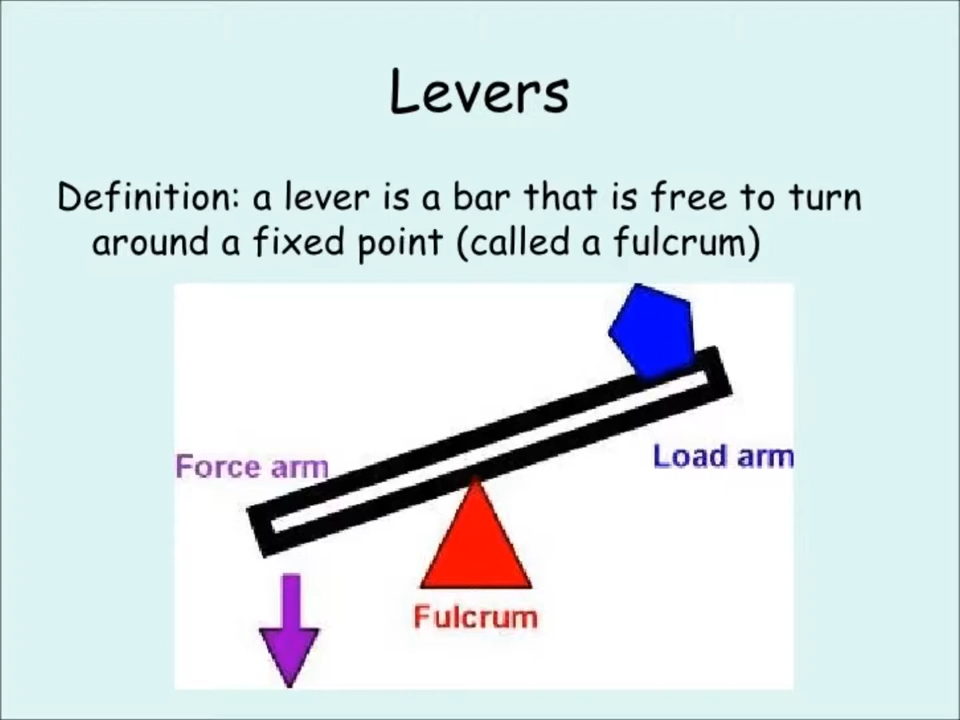 Levers
Definition: a lever is a bar that is free to turn
around a fixed point (called a fulcrum)
Force arm
Load arm
Fulcrum